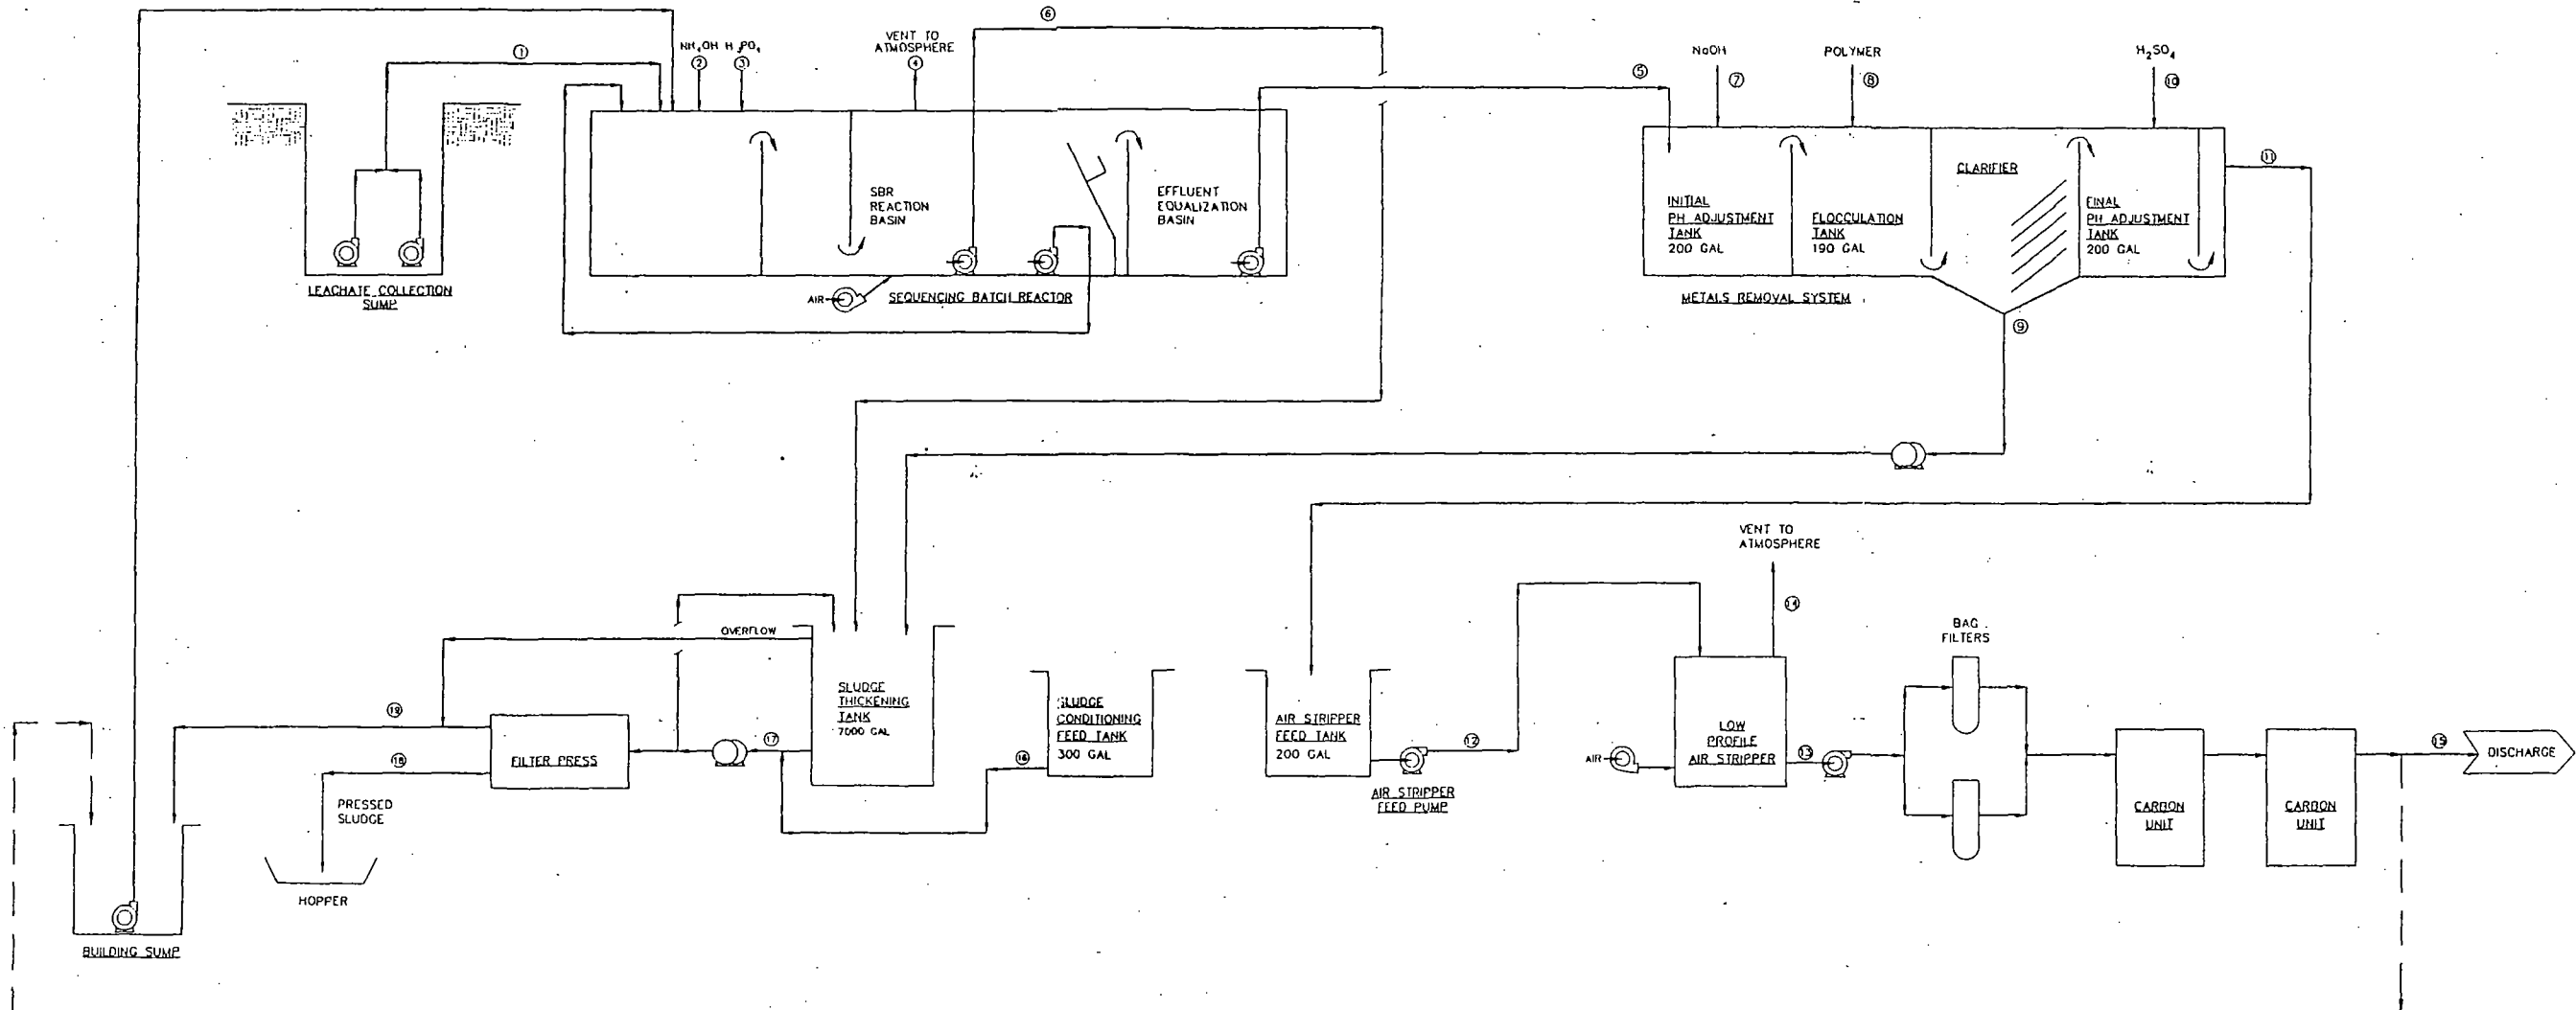 ⑥
①
NH₄OH H₃PO₄
② ③
VENT TO
ATMOSPHERE
④
⑤
NaOH
⑦
POLYMER
⑧
H₂SO₄
⑩
⑪
SBR
REACTION
BASIN
EFFLUENT
EQUALIZATION
BASIN
CLARIFIER
INITIAL
PH ADJUSTMENT
TANK
200 GAL
FLOCCULATION
TANK
190 GAL
FINAL
PH ADJUSTMENT
TANK
200 GAL
LEACHATE COLLECTION
SUMP
AIR
SEQUENCING BATCH REACTOR
METALS REMOVAL SYSTEM
⑨
VENT TO
ATMOSPHERE
⑭
BAG
FILTERS
OVERFLOW
SLUDGE
THICKENING
TANK
7000 GAL
SLUDGE
CONDITIONING
FEED TANK
300 GAL
AIR STRIPPER
FEED TANK
200 GAL
⑫
AIR STRIPPER
FEED PUMP
LOW
PROFILE
AIR STRIPPER
AIR
⑬
CARBON
UNIT
CARBON
UNIT
⑮
DISCHARGE
⑲
⑱
FILTER PRESS
⑰
⑯
PRESSED
SLUDGE
HOPPER
BUILDING SUMP